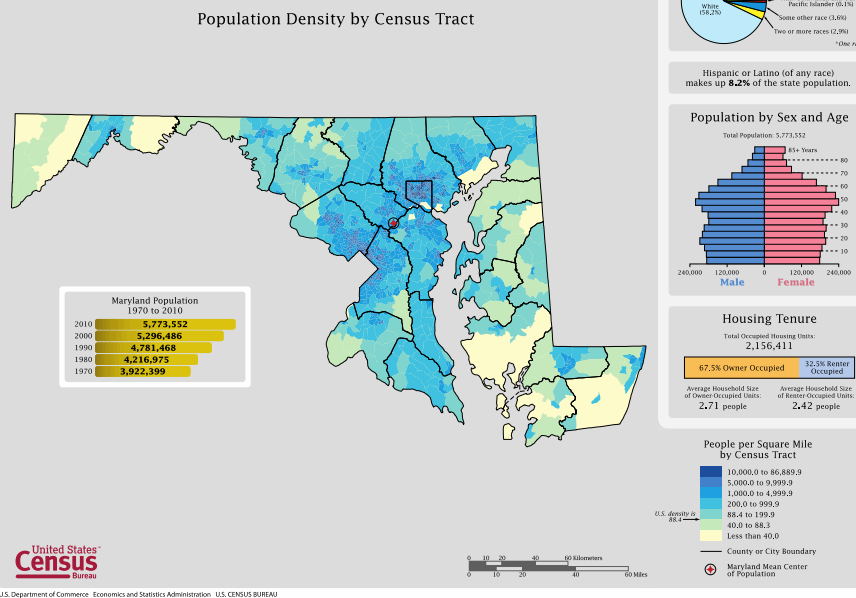 Population Density by Census Tract
White
(58.2%)
Pacific Islander (0.1%)
Some other race (3.6%)
Two or more races (2.9%)
*One ra
Hispanic or Latino (of any race)
makes up 8.2% of the state population.
Population by Sex and Age
Total Population: 5,773,552
85+ Years
80
70
60
50
40
30
20
10
240,000 120,000 0 120,000 240,000
Male Female
Maryland Population
1970 to 2010
2010 5,773,552
2000 5,296,486
1990 4,781,468
1980 4,216,975
1970 3,922,399
Housing Tenure
Total Occupied Housing Units:
2,156,411
67.5% Owner Occupied
32.5% Renter
Occupied
Average Household Size
of Owner-Occupied Units:
2.71 people
Average Household Size
of Renter-Occupied Units:
2.42 people
People per Square Mile
by Census Tract
10,000.0 to 86,889.9
5,000.0 to 9,999.9
1,000.0 to 4,999.9
200.0 to 999.9
88.4 to 199.9
40.0 to 88.3
Less than 40.0
U.S. density is
88.4
County or City Boundary
Maryland Mean Center
of Population
United States™
Census
Bureau
0 10 20 40 60 Kilometers
0 10 20 40 60 Miles
U.S. Department of Commerce Economics and Statistics Administration U.S. CENSUS BUREAU